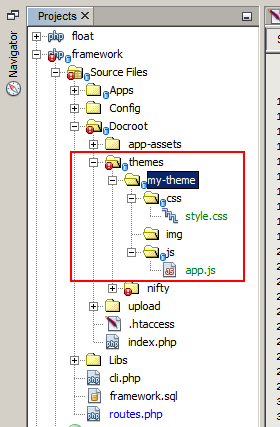 Projects
Navigator
float
framework
Source Files
Apps
Config
Docroot
app-assets
themes
my-theme
css
style.css
img
js
app.js
nifty
upload
.htaccess
index.php
Libs
cli.php
framework.sql
routes.php